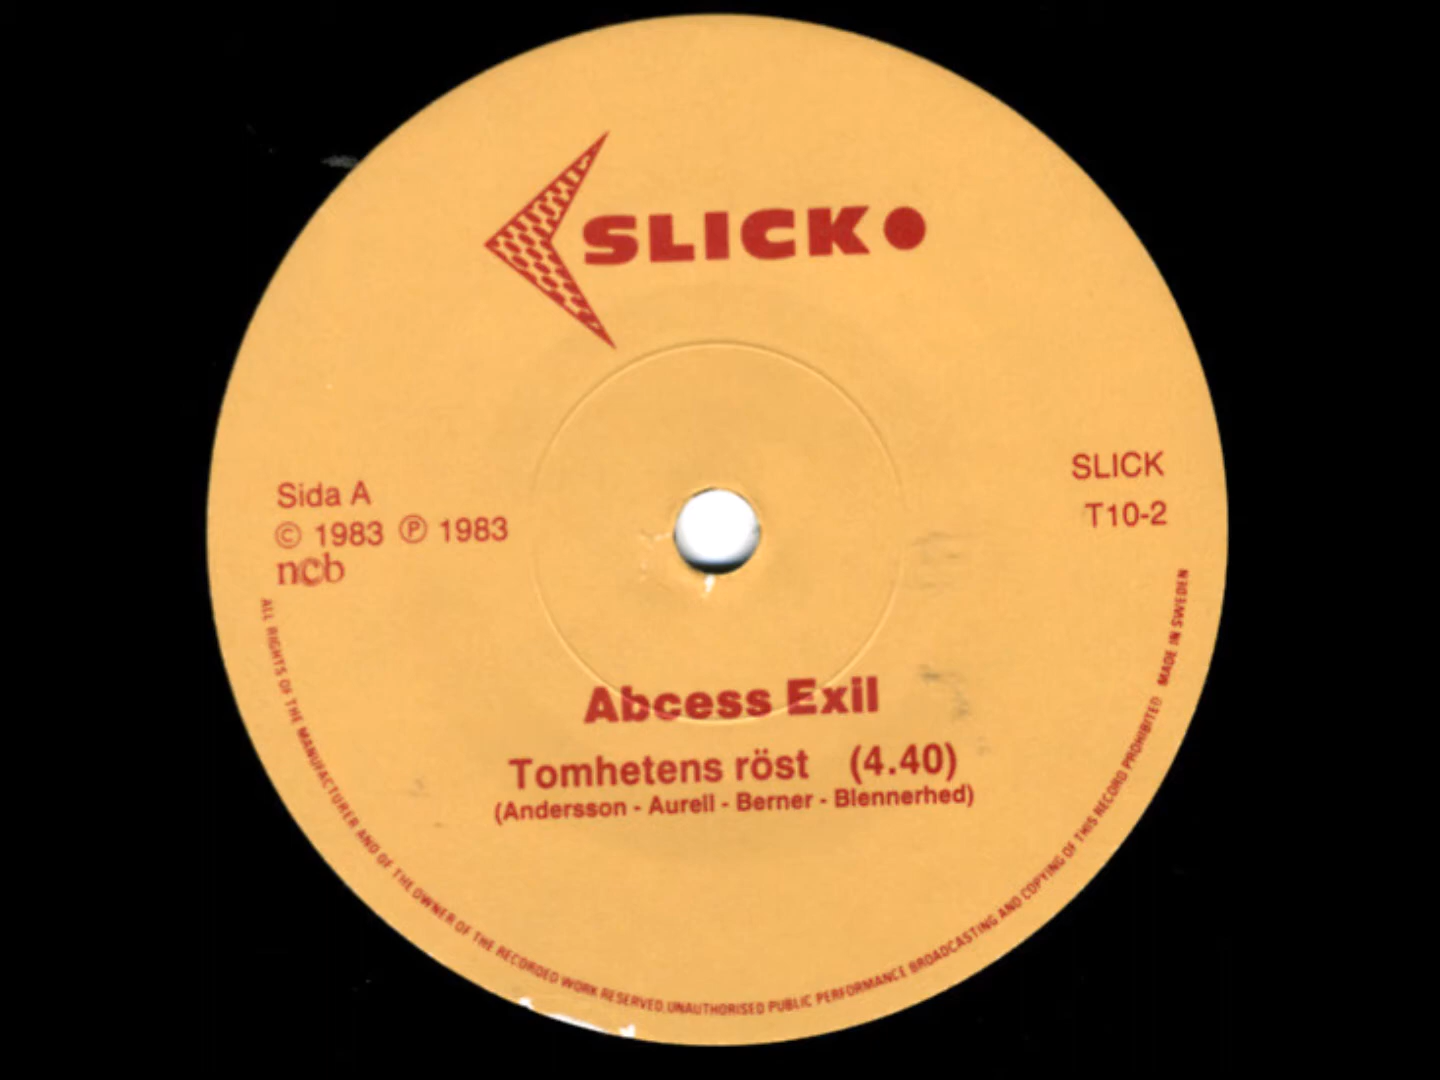 SLICK
Sida A
© 1983 ℗ 1983
ncb
SLICK
T10-2
Abcess Exil
Tomhetens röst (4.40)
(Andersson - Aurell - Berner - Blennerhed)
ALL RIGHTS OF THE MANUFACTURER AND OF THE OWNER OF THE RECORDED WORK RESERVED. UNAUTHORISED PUBLIC PERFORMANCE BROADCASTING AND COPYING OF THIS RECORD PROHIBITED MADE IN SWEDEN